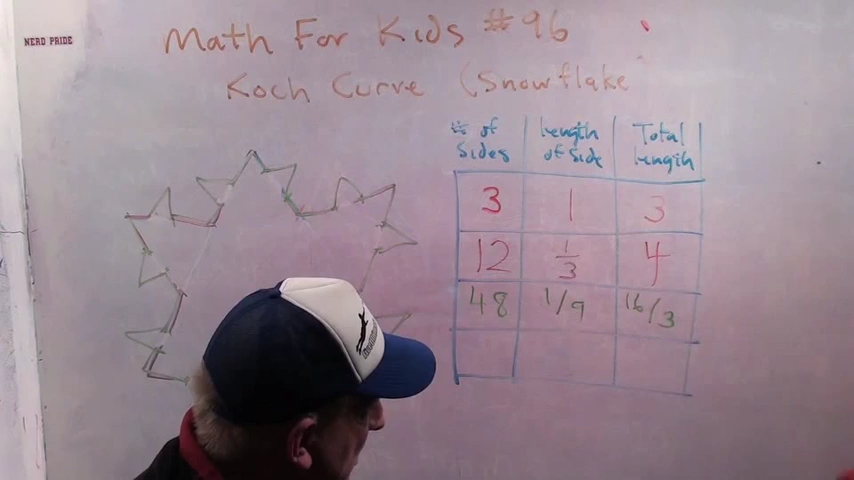 NERD PRIDE
Math For Kids #96
Koch Curve (Snowflake
# of Sides | Length of Side | Total Length
3 | 1 | 3
12 | 1/3 | 4
48 | 1/9 | 16/3